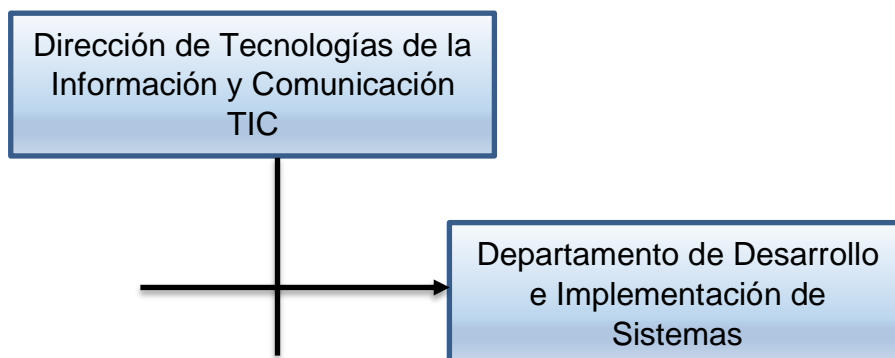 Dirección de Tecnologías de la
Información y Comunicación
TIC
Departamento de Desarrollo
e Implementación de
Sistemas